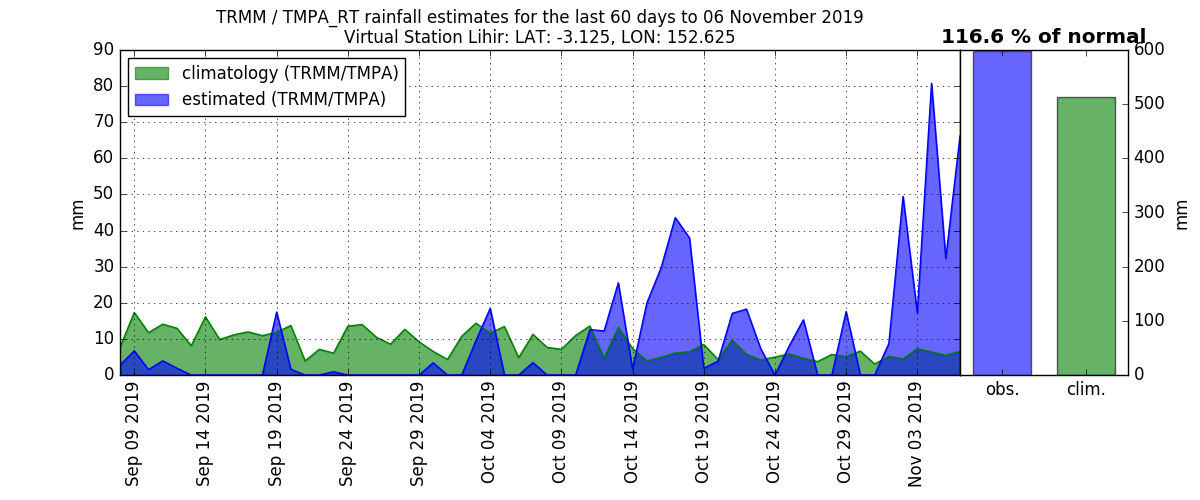 TRMM / TMPA_RT rainfall estimates for the last 60 days to 06 November 2019
Virtual Station Lihir: LAT: -3.125, LON: 152.625
116.6 % of normal
climatology (TRMM/TMPA)
estimated (TRMM/TMPA)
90
80
70
60
50
40
30
20
10
0
mm
Sep 09 2019
Sep 14 2019
Sep 19 2019
Sep 24 2019
Sep 29 2019
Oct 04 2019
Oct 09 2019
Oct 14 2019
Oct 19 2019
Oct 24 2019
Oct 29 2019
Nov 03 2019
obs.
clim.
600
500
400
300
200
100
0
mm